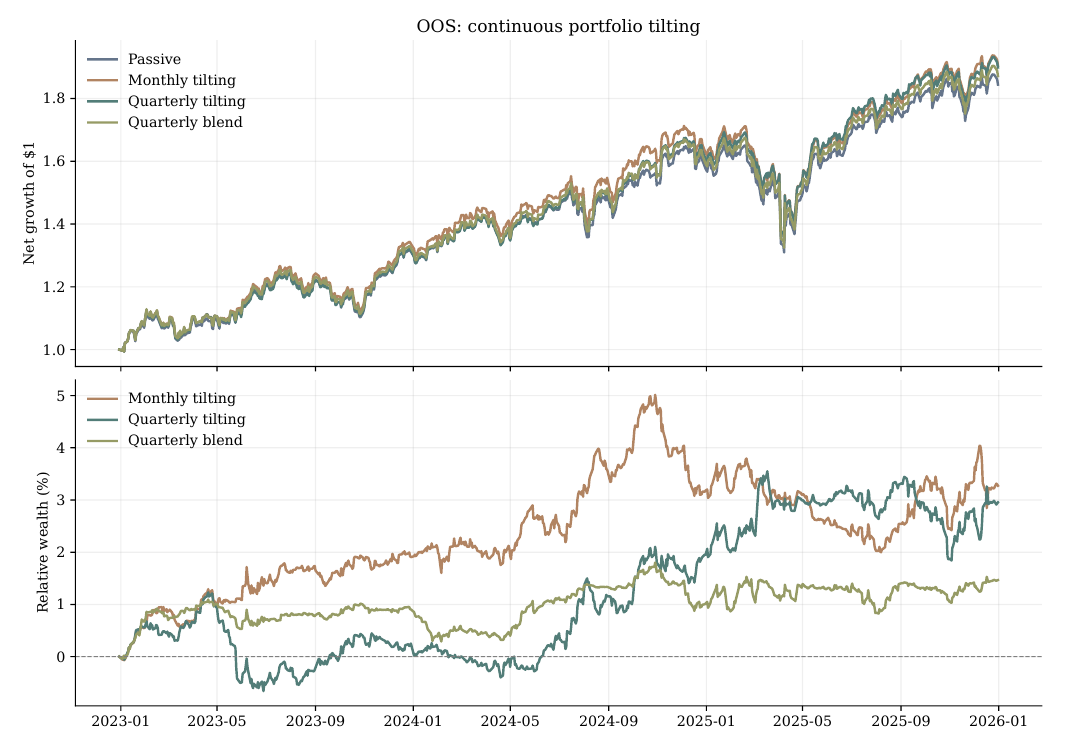 OOS: continuous portfolio tilting
Passive
Monthly tilting
Quarterly tilting
Quarterly blend
Net growth of $1
1.8
1.6
1.4
1.2
1.0
Monthly tilting
Quarterly tilting
Quarterly blend
Relative wealth (%)
5
4
3
2
1
0
2023-01 2023-05 2023-09 2024-01 2024-05 2024-09 2025-01 2025-05 2025-09 2026-01